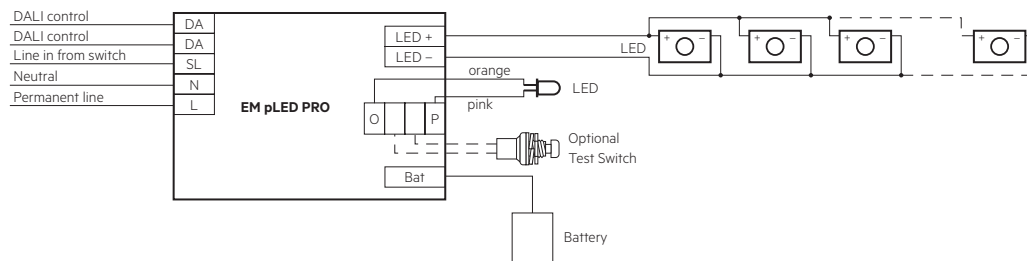 DALI control
DALI control
Line in from switch
Neutral
Permanent line
DA
DA
SL
N
L
EM pLED PRO
LED +
LED –
O
P
Bat
orange
pink
LED
Optional
Test Switch
Battery
LED
+ –
+ –
+ –
+ –